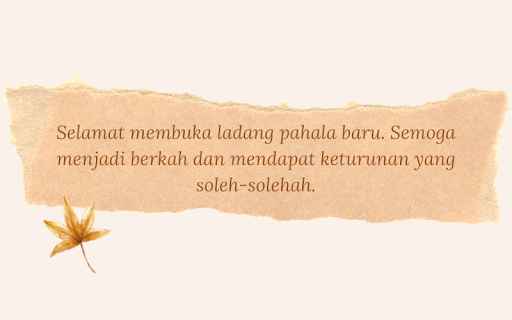 Selamat membuka ladang pahala baru. Semoga
menjadi berkah dan mendapat keturunan yang
soleh-solehah.